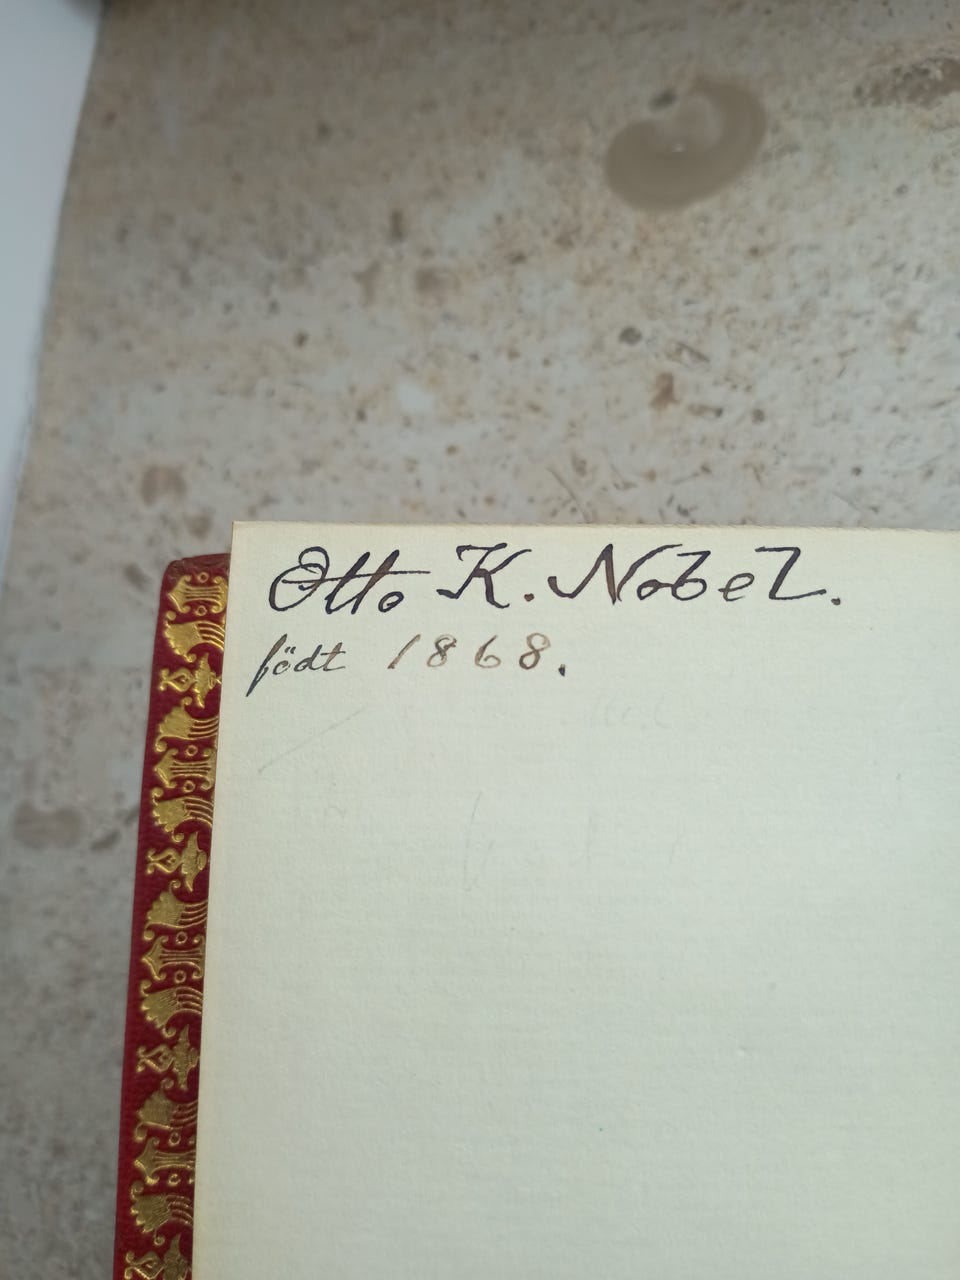 Otto K. Nobel.
födt 1868.